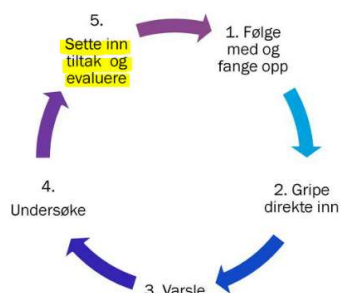 1. Følge
med og
fange opp
2. Gripe
direkte inn
3. Varsle
4.
Undersøke
5.
Sette inn
tiltak og
evaluere